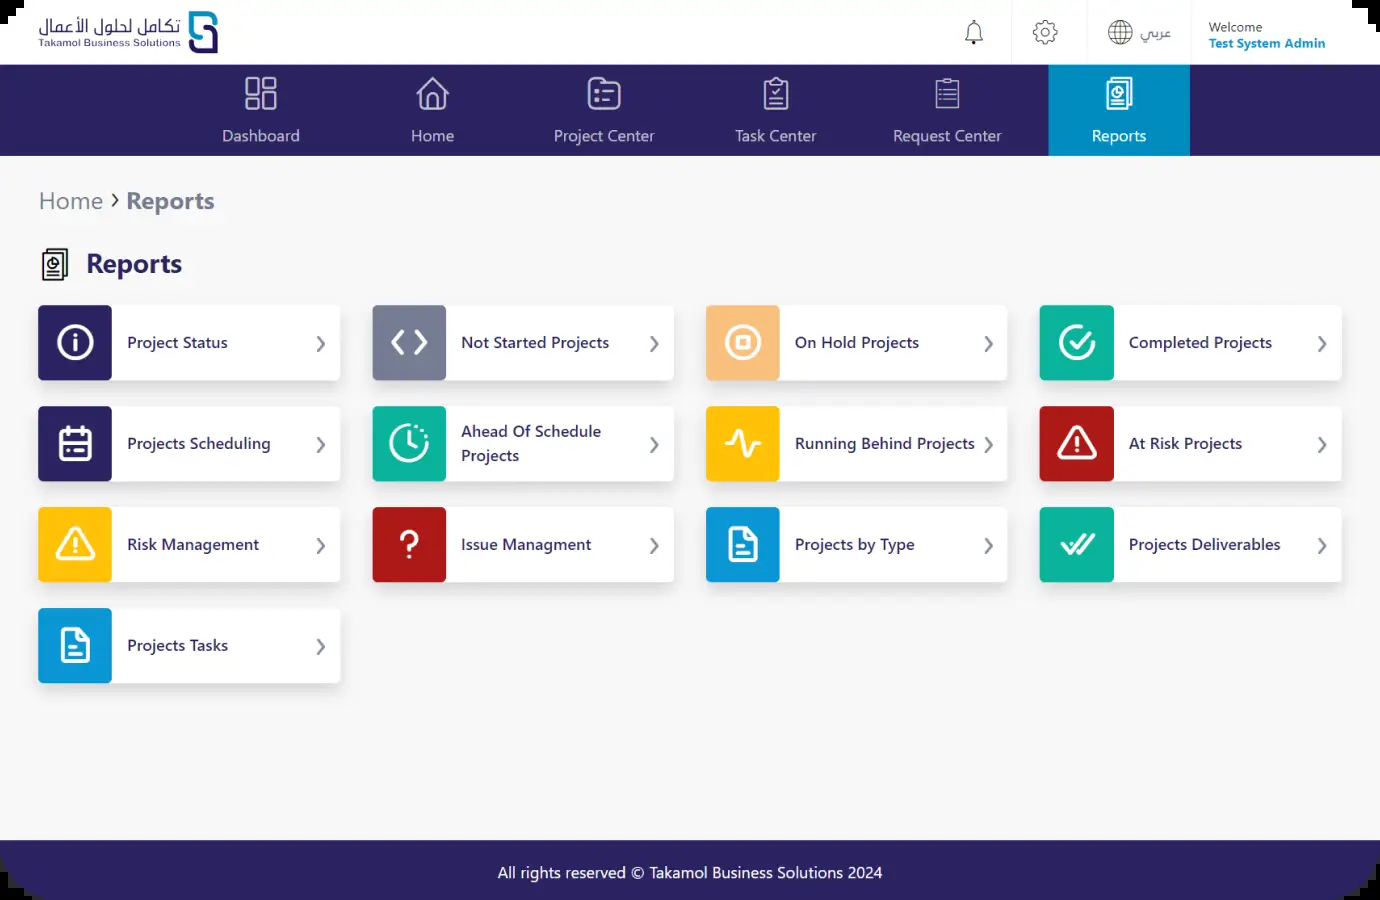 تكامل لحلول الأعمال
Takamol Business Solutions
عربي
Welcome
Test System Admin
Dashboard
Home
Project Center
Task Center
Request Center
Reports
Home › Reports
Reports
Project Status
Not Started Projects
On Hold Projects
Completed Projects
Projects Scheduling
Ahead Of Schedule
Projects
Running Behind Projects
At Risk Projects
Risk Management
Issue Managment
Projects by Type
Projects Deliverables
Projects Tasks
All rights reserved © Takamol Business Solutions 2024